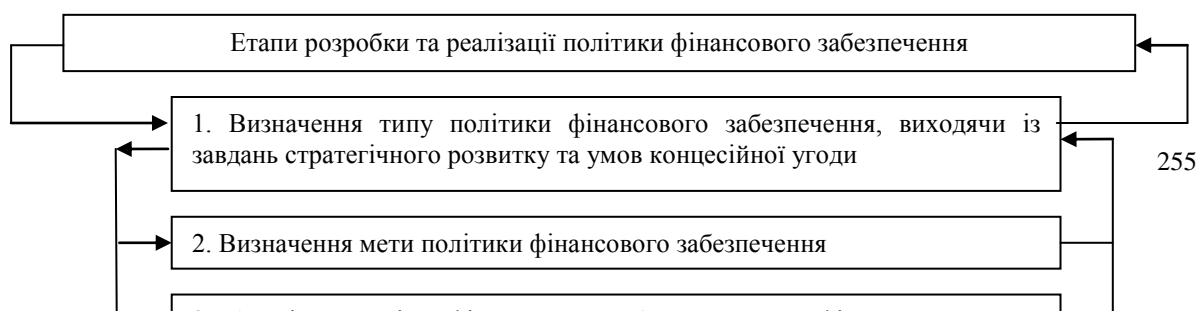 Етапи розробки та реалізації політики фінансового забезпечення
1. Визначення типу політики фінансового забезпечення, виходячи із
завдань стратегічного розвитку та умов концесійної угоди
255
2. Визначення мети політики фінансового забезпечення